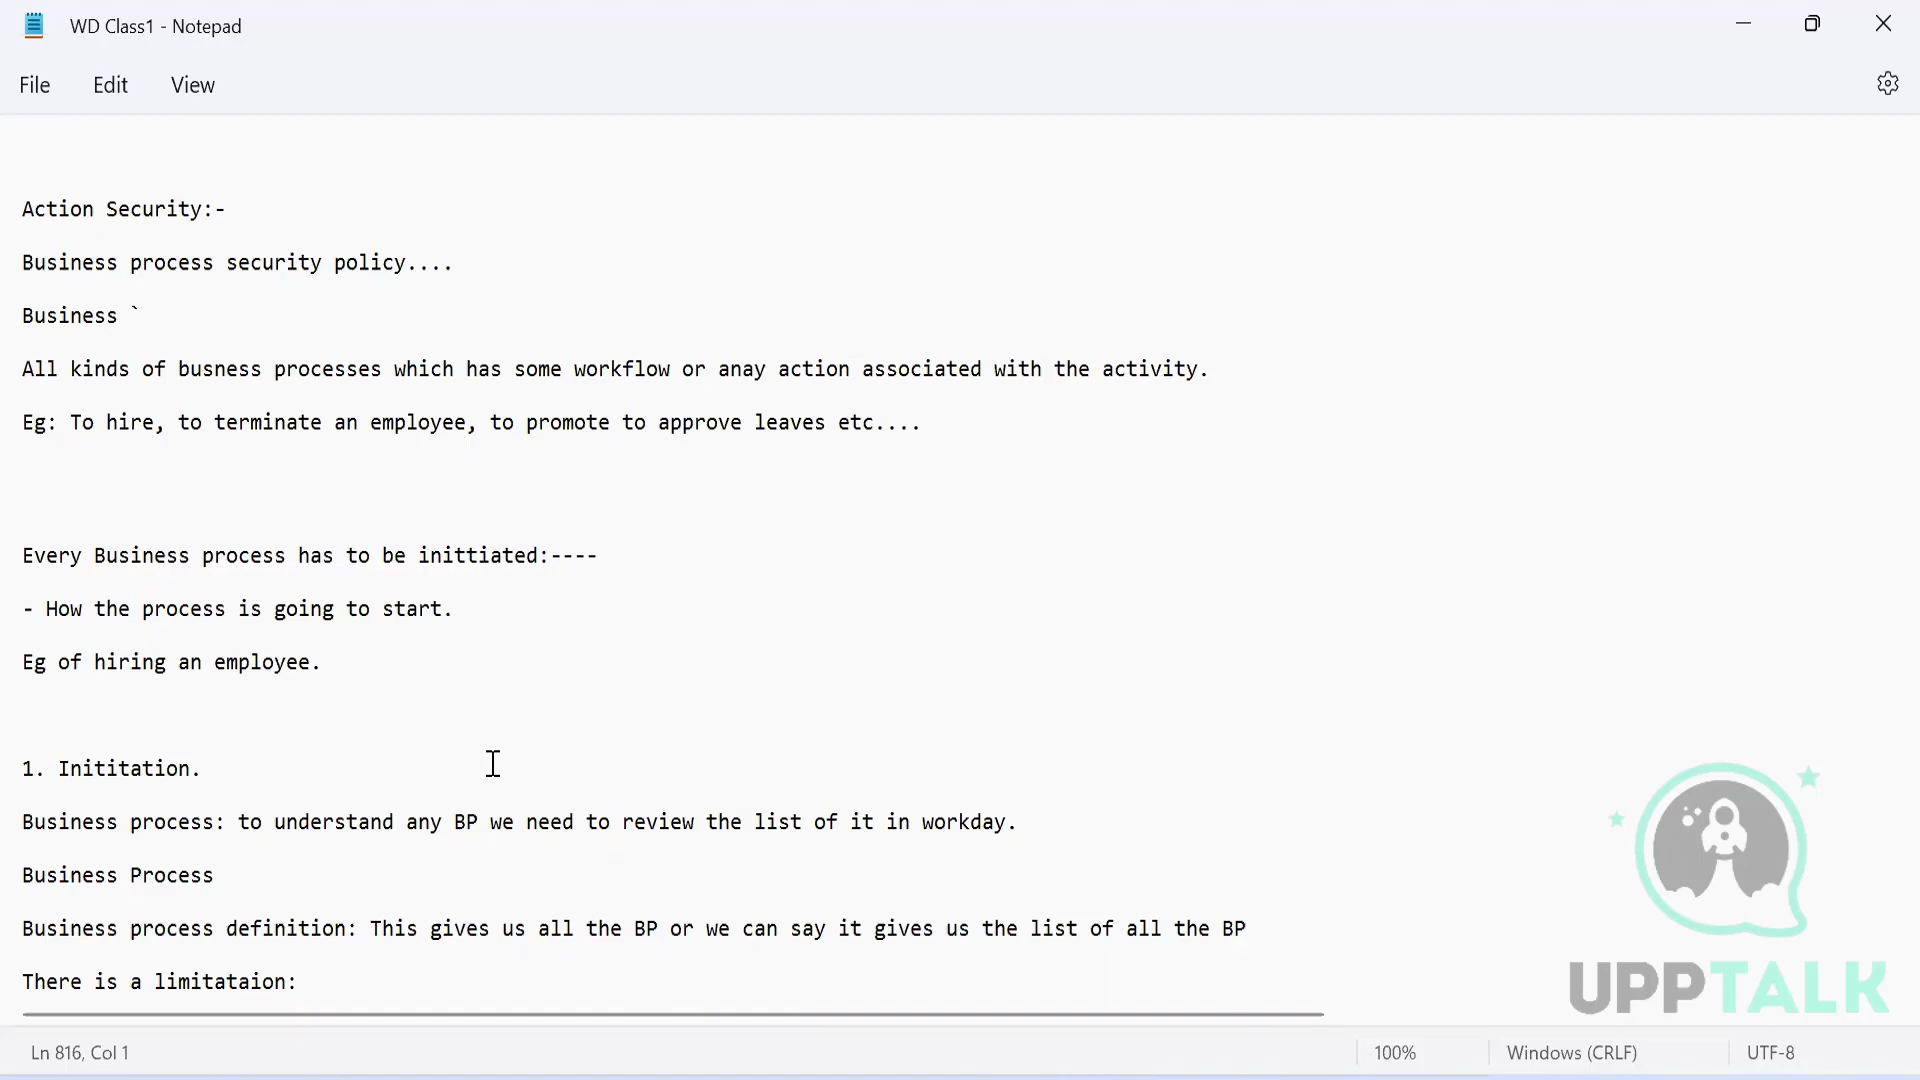 WD Class1 - Notepad
File Edit View
Action Security:-
Business process security policy....
Business `
All kinds of busness processes which has some workflow or anay action associated with the activity.
Eg: To hire, to terminate an employee, to promote to approve leaves etc....
Every Business process has to be inittiated:----
- How the process is going to start.
Eg of hiring an employee.
1. Inititation.
Business process: to understand any BP we need to review the list of it in workday.
Business Process
Business process definition: This gives us all the BP or we can say it gives us the list of all the BP
There is a limitataion:
UPPTALK
Ln 816, Col 1 100% Windows (CRLF) UTF-8